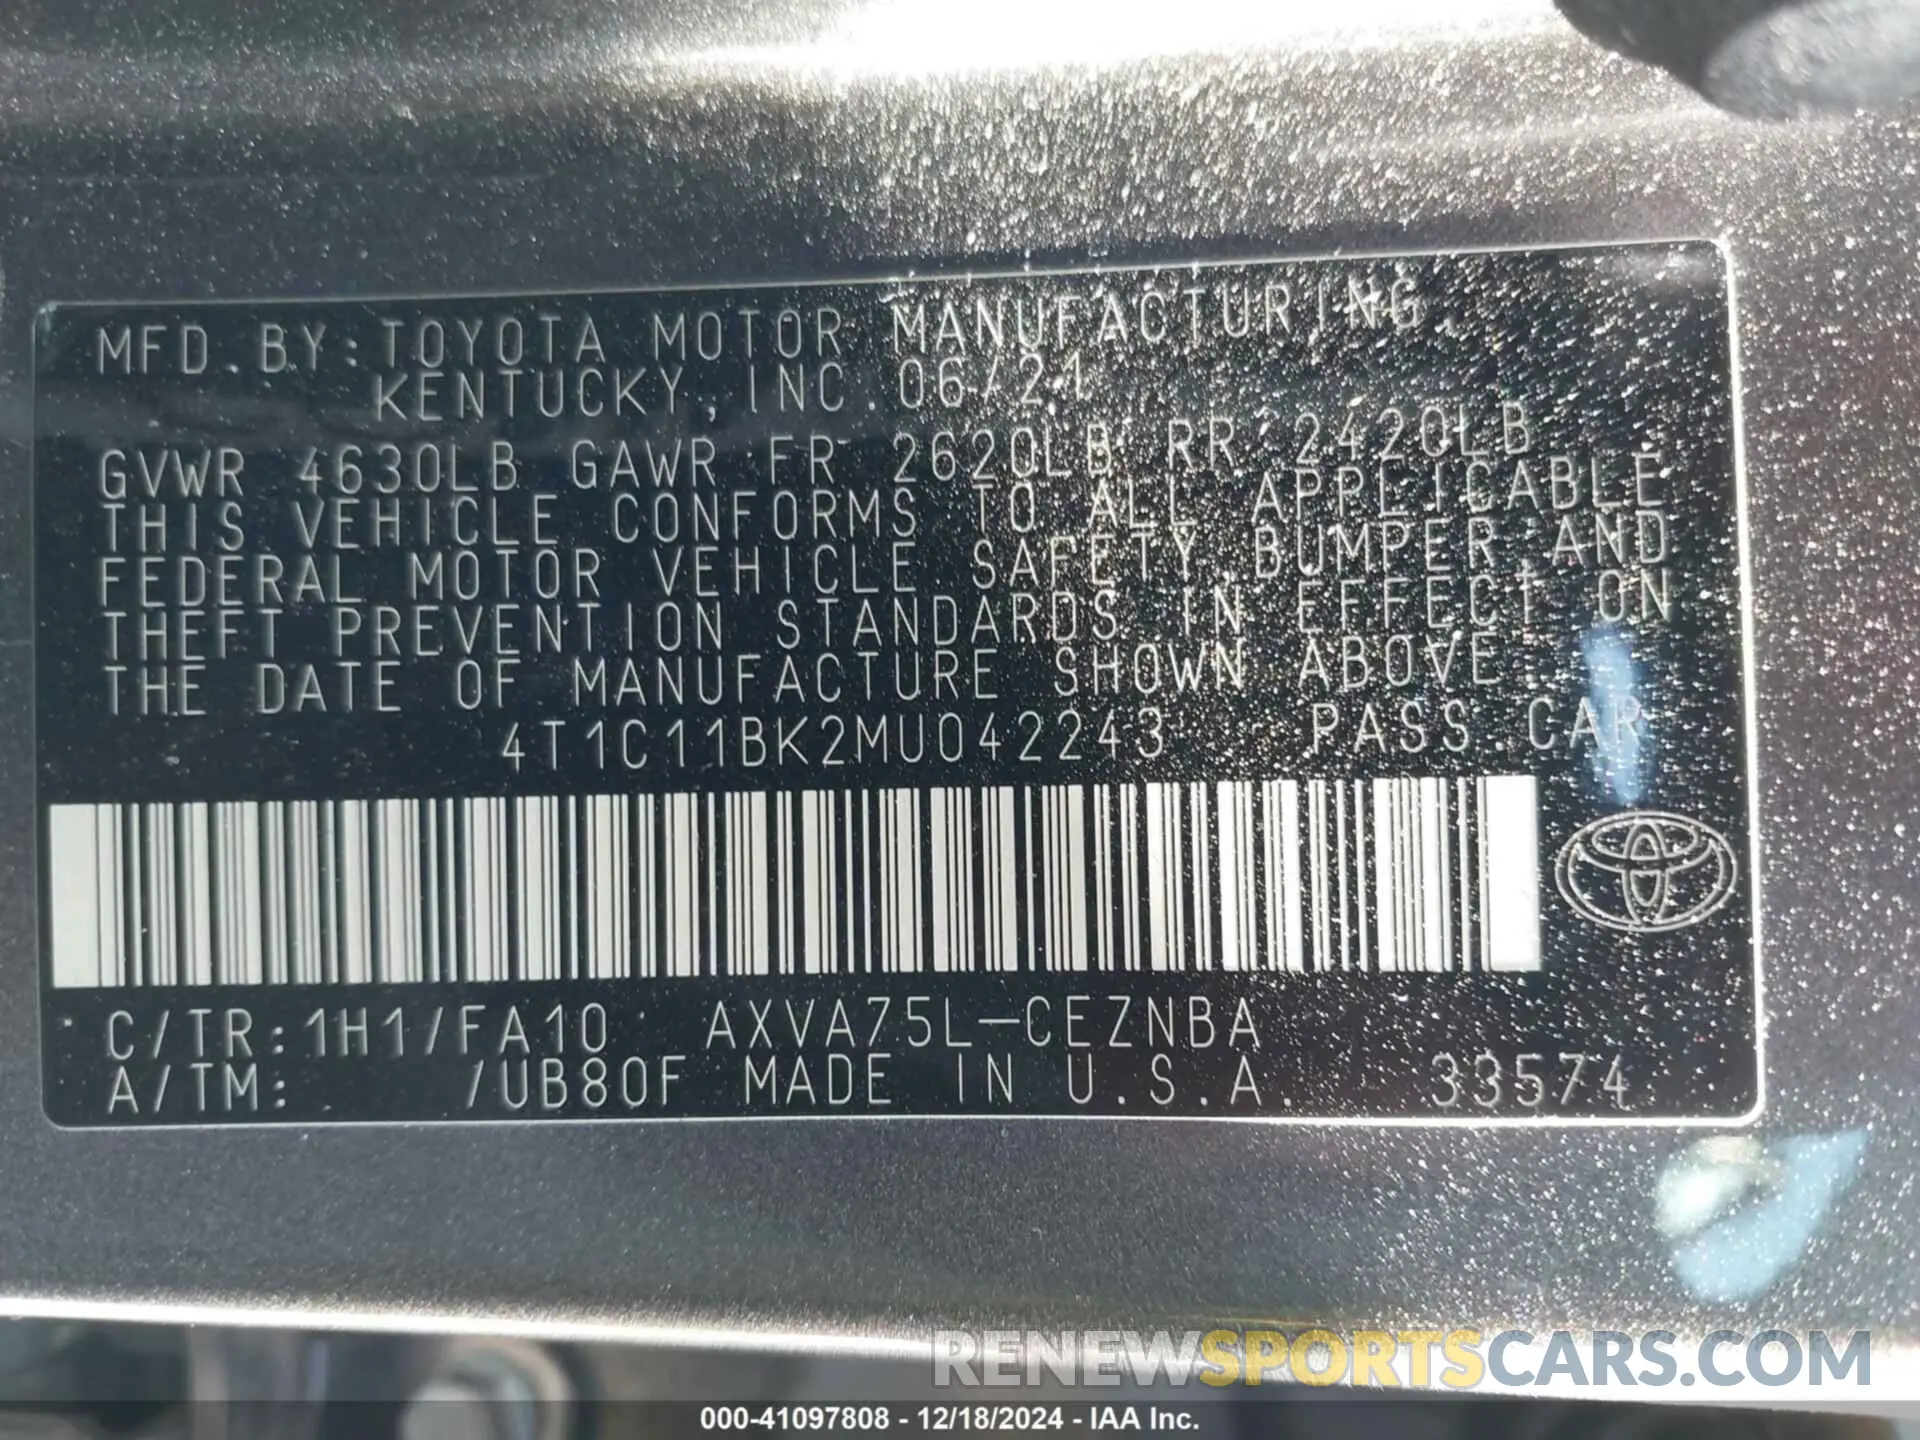 MFD.BY:TOYOTA MOTOR MANUFACTURING
KENTUCKY, INC. 06/21
GVWR 4630LB GAWR FR 2620LB RR 2420LB
THIS VEHICLE CONFORMS TO ALL APPLICABLE
FEDERAL MOTOR VEHICLE SAFETY, BUMPER AND
THEFT PREVENTION STANDARDS IN EFFECT ON
THE DATE OF MANUFACTURE SHOWN ABOVE.
4T1C11BK2MU042243 PASS.CAR
C/TR:1H1/FA10 AXVA75L-CEZNBA
A/TM: /UB80F MADE IN U.S.A. 33574
RENEWSPORTSCARS.COM
000-41097808 - 12/18/2024 - IAA Inc.